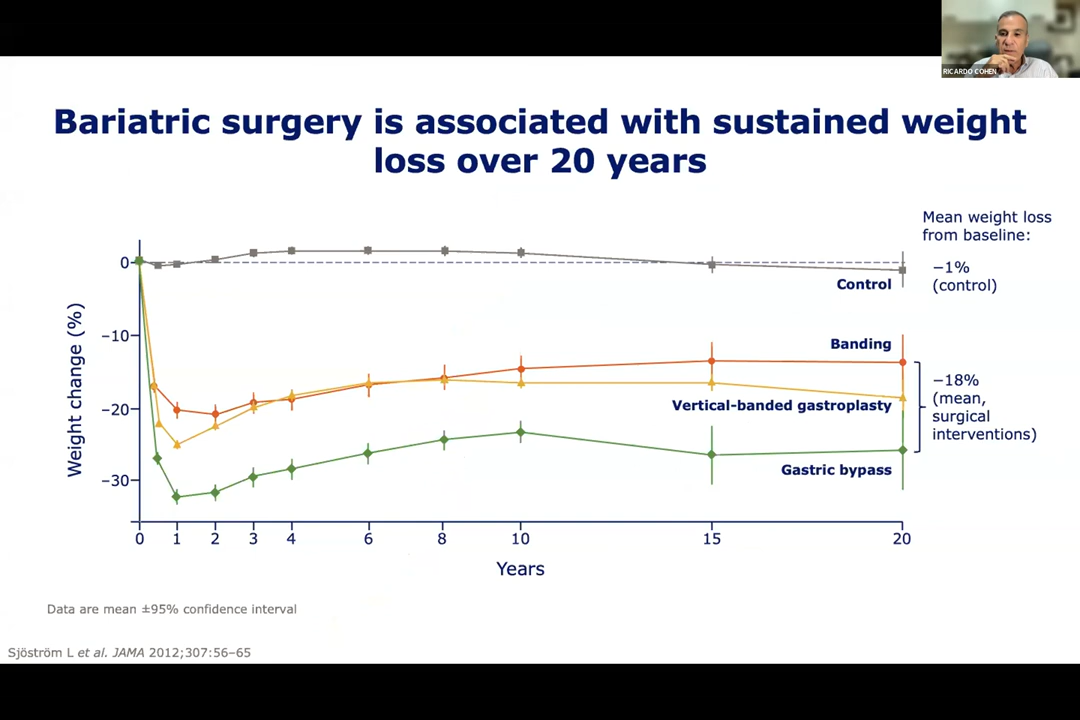 RICARDO COHEN
Bariatric surgery is associated with sustained weight
loss over 20 years
Mean weight loss
from baseline:
−1%
(control)
Control
Banding
−18%
(mean,
surgical
interventions)
Vertical-banded gastroplasty
Gastric bypass
Weight change (%)
0
−10
−20
−30
0 1 2 3 4 6 8 10 15 20
Years
Data are mean ±95% confidence interval
Sjöström L et al. JAMA 2012;307:56–65